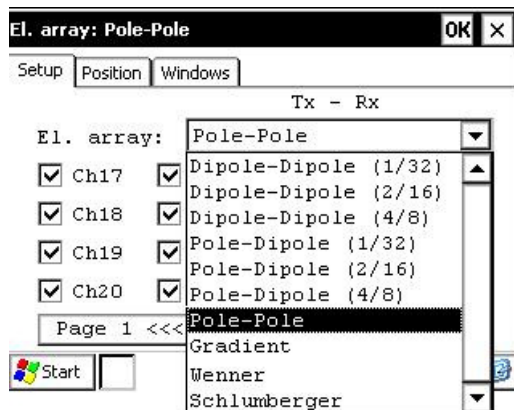 El. array: Pole-Pole OK
Setup Position Windows
Tx - Rx
El. array: Pole-Pole
Dipole-Dipole (1/32)
Ch17 Dipole-Dipole (2/16)
Ch18 Dipole-Dipole (4/8)
Pole-Dipole (1/32)
Ch19 Pole-Dipole (2/16)
Ch20 Pole-Dipole (4/8)
Page 1 <<< Pole-Pole
Gradient
Start Wenner
Schlumberger